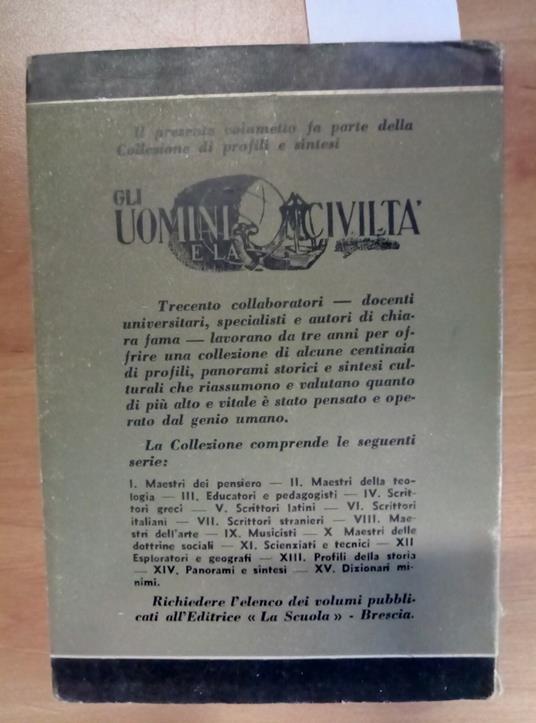 Il presente volumetto fa parte della
Collezione di profili e sintesi
GLI
UOMINI CIVILTA'
E LA
Trecento collaboratori — docenti
universitari, specialisti e autori di chia-
ra fama — lavorano da tre anni per of-
frire una collezione di alcune centinaia
di profili, panorami storici e sintesi cul-
turali che riassumono e valutano quanto
di più alto e vitale è stato pensato e ope-
rato dal genio umano.
La Collezione comprende le seguenti
serie:
I. Maestri del pensiero — II. Maestri della teo-
logia — III. Educatori e pedagogisti — IV. Scrit-
tori greci — V. Scrittori latini — VI. Scrittori
italiani — VII. Scrittori stranieri — VIII. Mae-
stri dell'arte — IX. Musicisti — X Maestri delle
dottrine sociali — XI. Scienziati e tecnici — XII
Esploratori e geografi — XIII. Profili della storia
— XIV. Panorami e sintesi — XV. Dizionari mi-
nimi.
Richiedere l'elenco dei volumi pubbli-
cati all'Editrice « La Scuola » - Brescia.